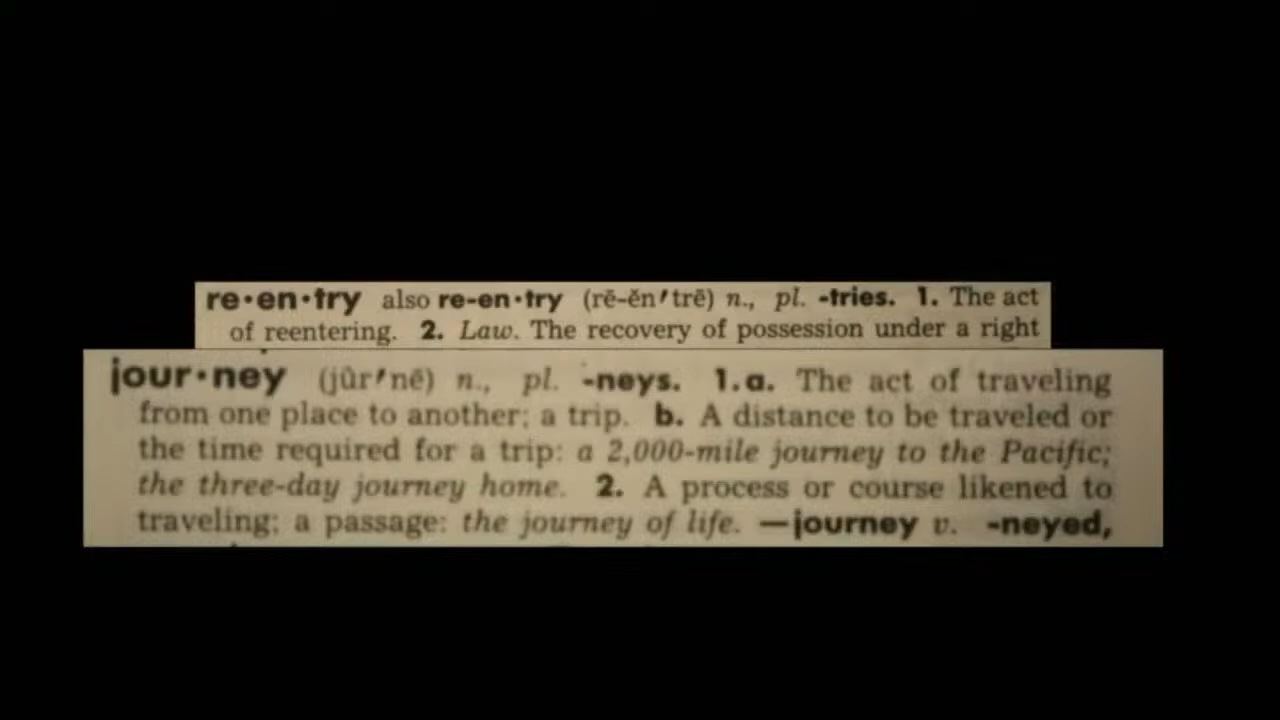 re·en·try also re-en·try (rē-ĕn′trē) n., pl. -tries. 1. The act
of reentering. 2. Law. The recovery of possession under a right
jour·ney (jûr′nē) n., pl. -neys. 1.a. The act of traveling
from one place to another; a trip. b. A distance to be traveled or
the time required for a trip: a 2,000-mile journey to the Pacific;
the three-day journey home. 2. A process or course likened to
traveling; a passage: the journey of life. —journey v. -neyed,